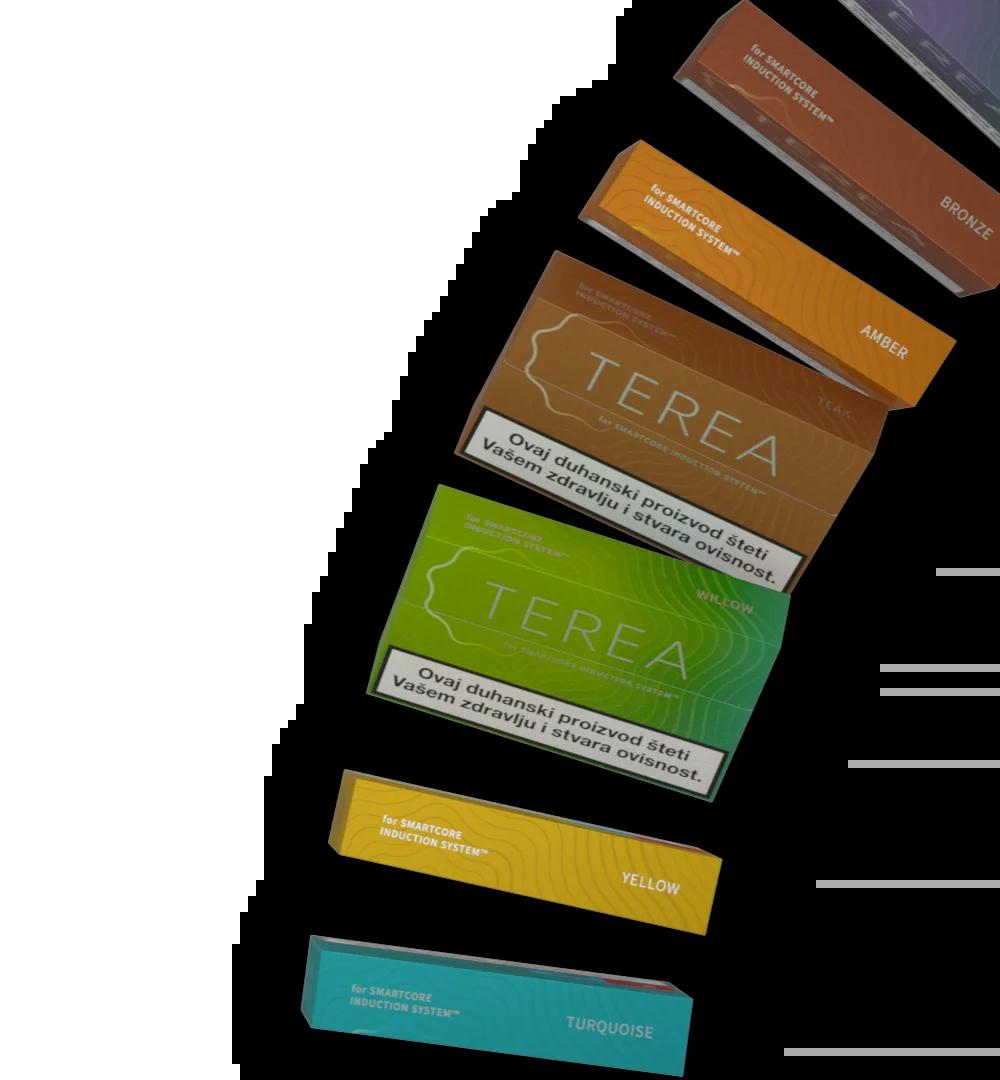 TEREA
for SMARTCORE
INDUCTION SYSTEM™
BRONZE
TEREA
for SMARTCORE
INDUCTION SYSTEM™
AMBER
for SMARTCORE
INDUCTION SYSTEM™
TEAK
TEREA
for SMARTCORE INDUCTION SYSTEM™
Ovaj duhanski proizvod šteti
Vašem zdravlju i stvara ovisnost.
for SMARTCORE
INDUCTION SYSTEM™
WILLOW
TEREA
for SMARTCORE INDUCTION SYSTEM™
Ovaj duhanski proizvod šteti
Vašem zdravlju i stvara ovisnost.
for SMARTCORE
INDUCTION SYSTEM™
YELLOW
for SMARTCORE
INDUCTION SYSTEM™
TURQUOISE